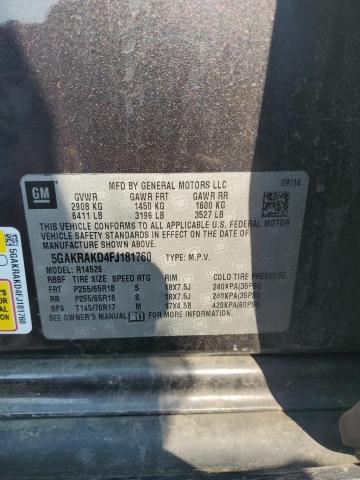 GM
MFD BY GENERAL MOTORS LLC 09/14
GVWR GAWR FRT GAWR RR
2908 KG 1450 KG 1600 KG
6411 LB 3196 LB 3527 LB
THIS VEHICLE CONFORMS TO ALL APPLICABLE U.S. FEDERAL MOTOR
VEHICLE SAFETY STANDARDS IN EFFECT ON THE DATE OF
MANUFACTURE SHOWN ABOVE.
5GAKRAKD4FJ181760 TYPE: M.P.V.
MODEL: R14526
RBBF TIRE SIZE SPEED RTG RIM COLD TIRE PRESSURE
FRT P255/65R18 S 18X7.5J 240KPA(35PSI)
RR P255/65R18 S 18X7.5J 240KPA(35PSI)
SPA T145/70R17 M 17X4.5B 420KPA(60PSI)
SEE OWNER'S MANUAL FOR MORE INFORMATION.
5GAKRAKD4FJ181760